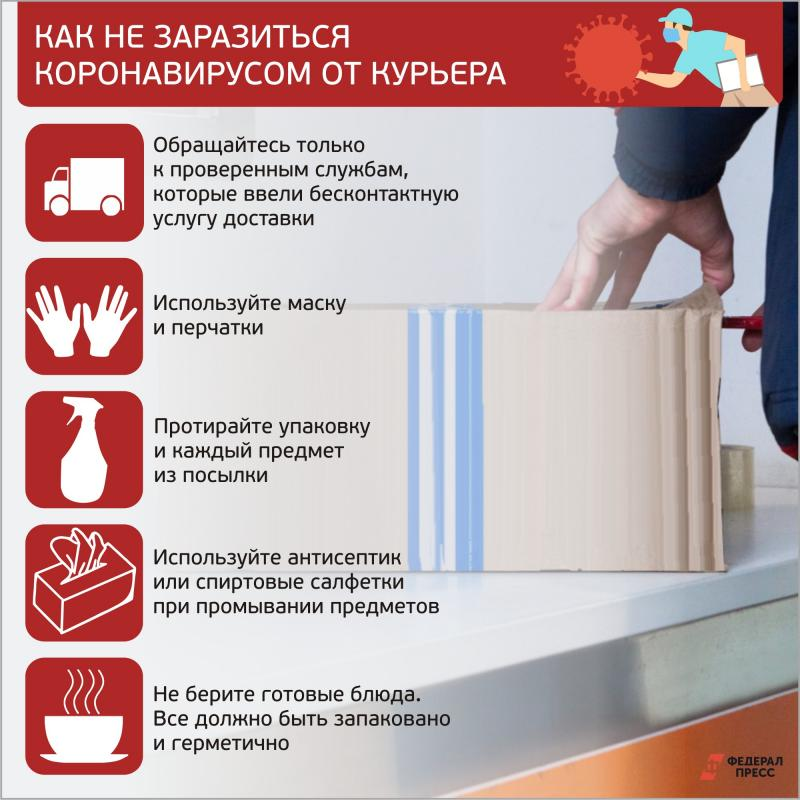 КАК НЕ ЗАРАЗИТЬСЯ
КОРОНАВИРУСОМ ОТ КУРЬЕРА
Обращайтесь только
к проверенным службам,
которые ввели бесконтактную
услугу доставки
Используйте маску
и перчатки
Протирайте упаковку
и каждый предмет
из посылки
Используйте антисептик
или спиртовые салфетки
при промывании предметов
Не берите готовые блюда.
Все должно быть запаковано
и герметично
ФЕДЕРАЛ
ПРЕСС